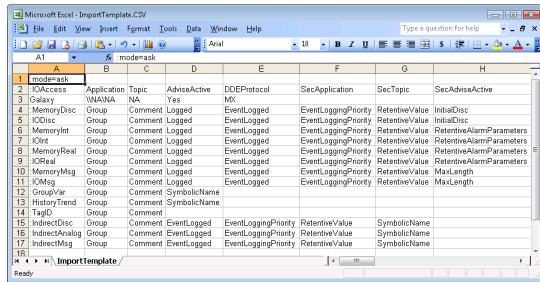 Microsoft Excel - ImportTemplate.CSV
File Edit View Insert Format Tools Data Window Help Type a question for help
Arial 10 B I U $
A1 fx :mode=ask
A B C D E F G H
1 :mode=ask
2 :IOAccess Application Topic AdviseActive DDEProtocol SecApplication SecTopic SecAdviseActive
3 Galaxy \\NA\NA NA Yes MX
4 :MemoryDisc Group Comment Logged EventLogged EventLoggingPriority RetentiveValue InitialDisc
5 :IODisc Group Comment Logged EventLogged EventLoggingPriority RetentiveValue InitialDisc
6 :MemoryInt Group Comment Logged EventLogged EventLoggingPriority RetentiveValue RetentiveAlarmParameters
7 :IOInt Group Comment Logged EventLogged EventLoggingPriority RetentiveValue RetentiveAlarmParameters
8 :MemoryReal Group Comment Logged EventLogged EventLoggingPriority RetentiveValue RetentiveAlarmParameters
9 :IOReal Group Comment Logged EventLogged EventLoggingPriority RetentiveValue RetentiveAlarmParameters
10 :MemoryMsg Group Comment Logged EventLogged EventLoggingPriority RetentiveValue MaxLength
11 :IOMsg Group Comment Logged EventLogged EventLoggingPriority RetentiveValue MaxLength
12 :GroupVar Group Comment SymbolicName
13 :HistoryTrend Group Comment SymbolicName
14 :TagID Group Comment
15 :IndirectDisc Group Comment EventLogged EventLoggingPriority RetentiveValue SymbolicName
16 :IndirectAnalog Group Comment EventLogged EventLoggingPriority RetentiveValue SymbolicName
17 :IndirectMsg Group Comment EventLogged EventLoggingPriority RetentiveValue SymbolicName
18
ImportTemplate
Ready